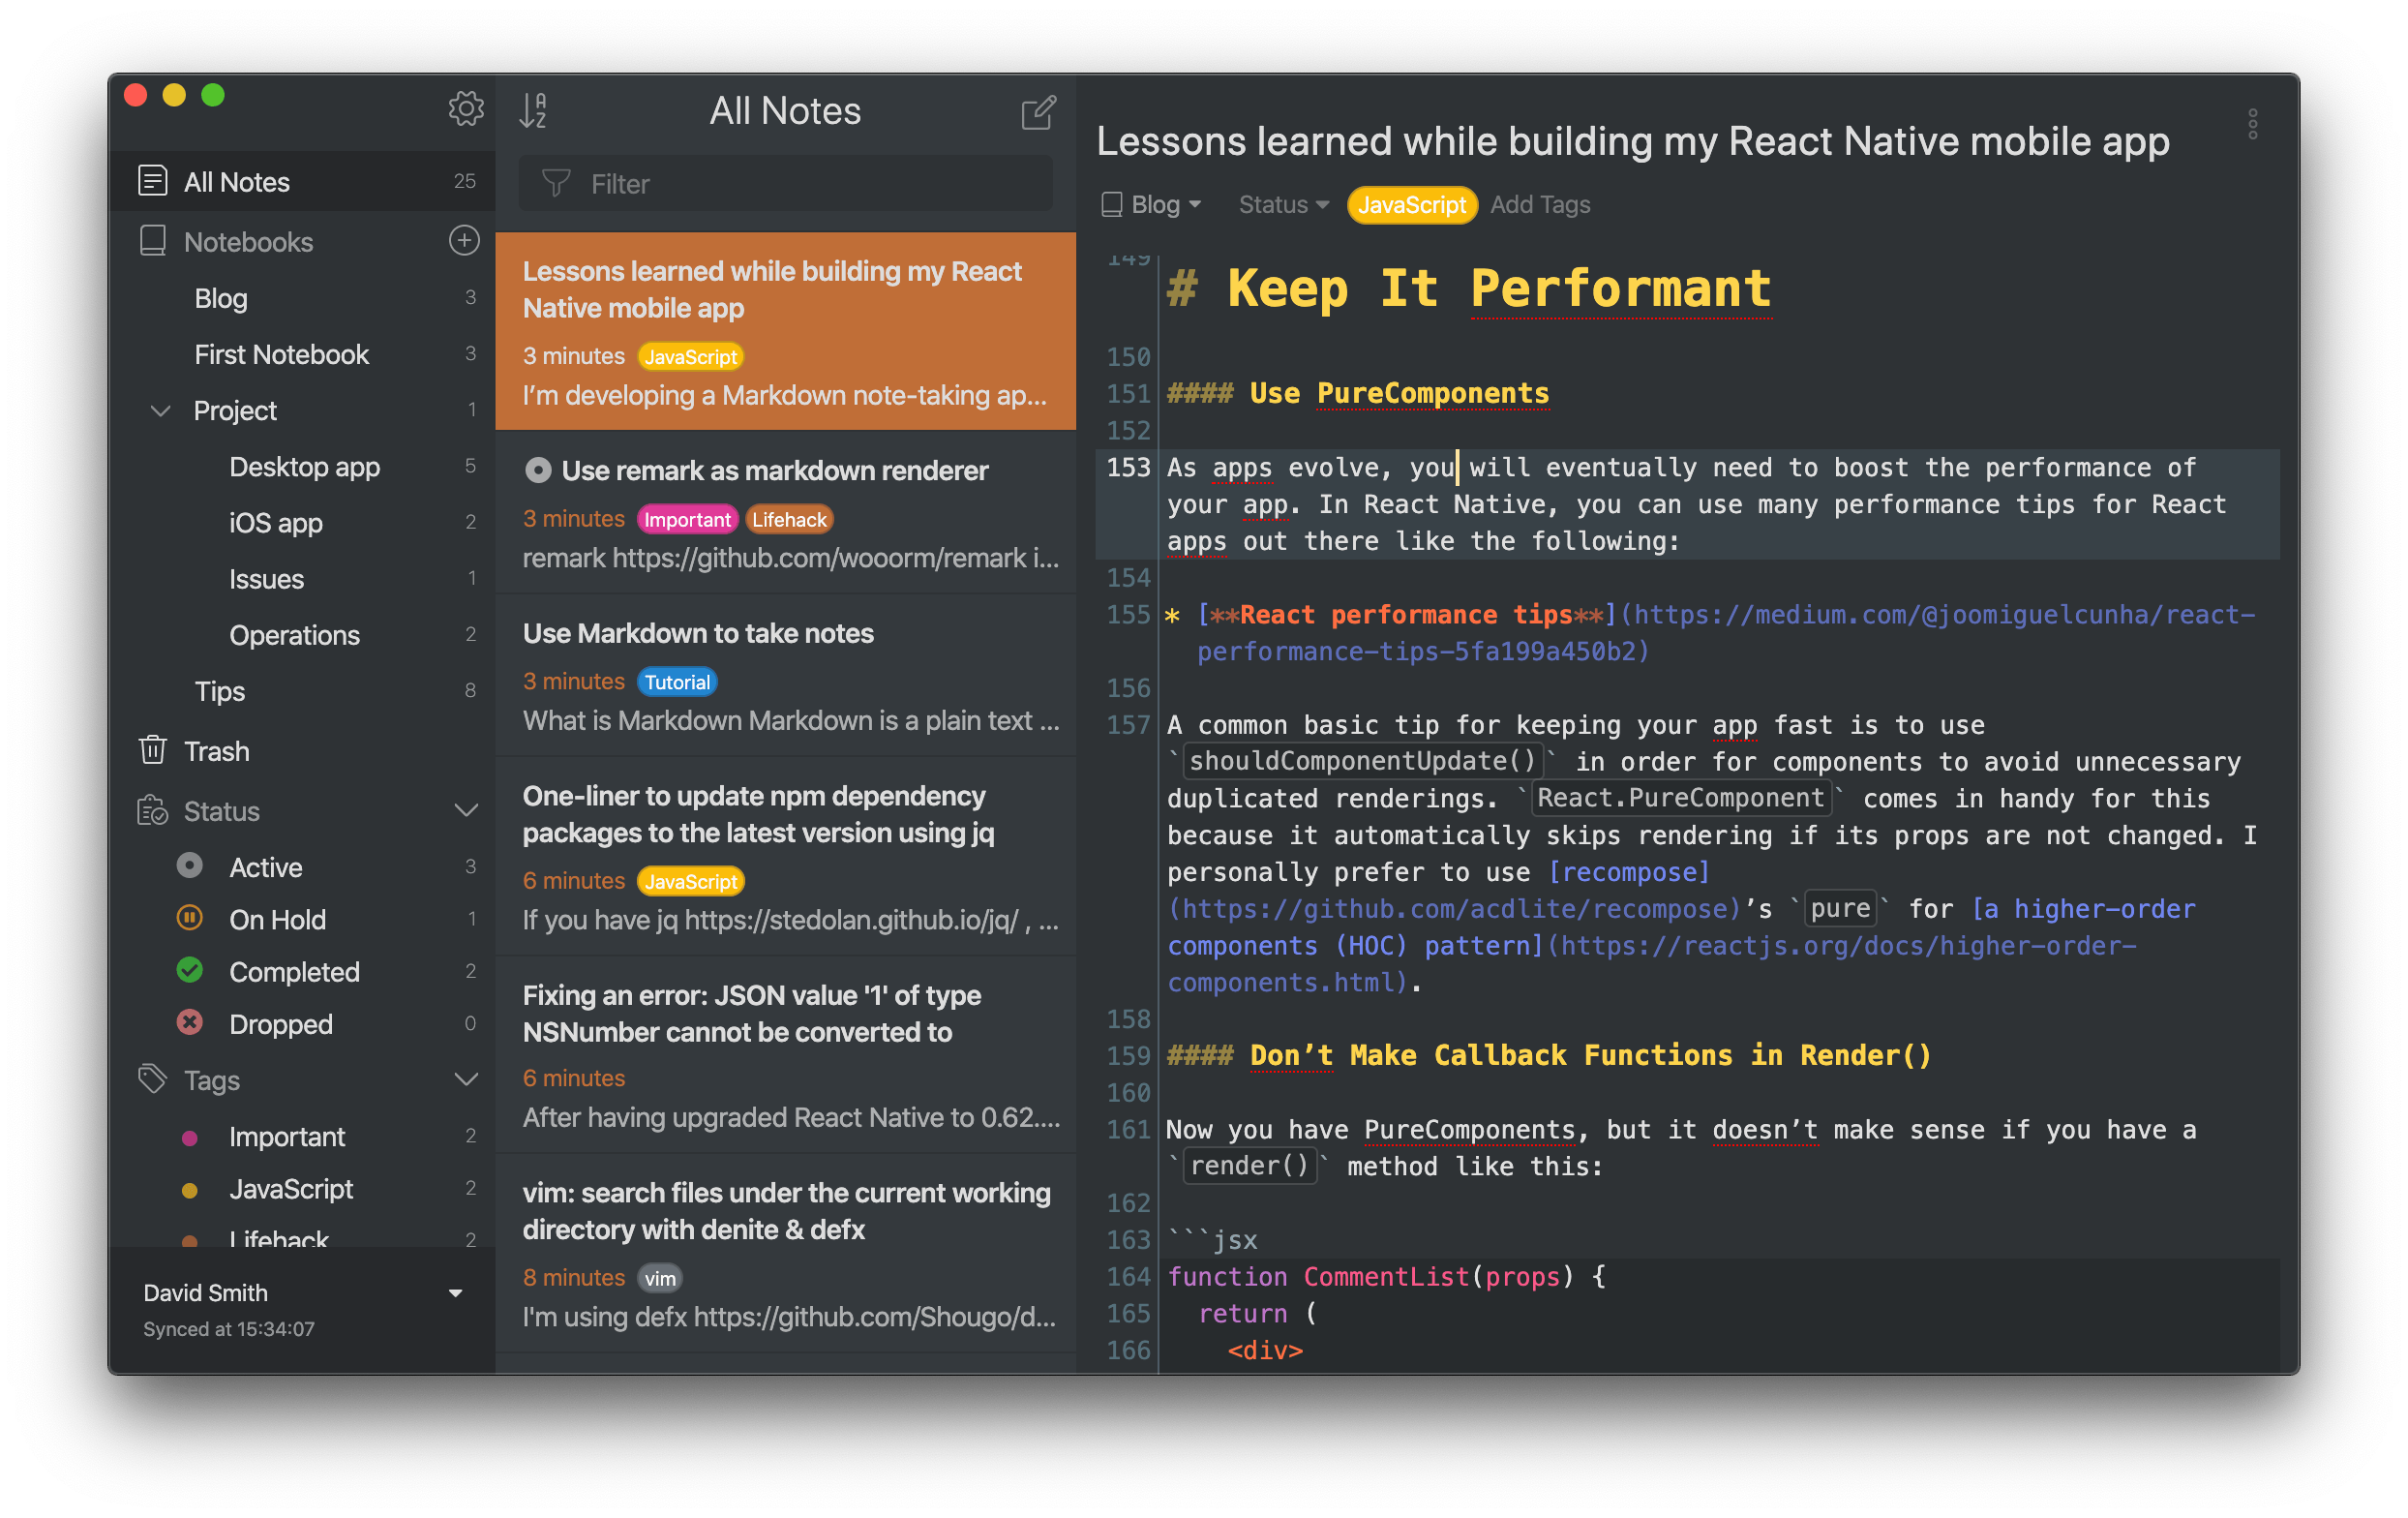 All Notes 25
Notebooks
Blog 3
First Notebook 3
Project 1
Desktop app 5
iOS app 2
Issues 1
Operations 2
Tips 8
Trash
Status
Active 3
On Hold 1
Completed 2
Dropped 0
Tags
Important 2
JavaScript 2
Lifehack 2
David Smith
Synced at 15:34:07
A
Z
All Notes
Filter
Lessons learned while building my React
Native mobile app
3 minutes JavaScript
I’m developing a Markdown note-taking ap...
Use remark as markdown renderer
3 minutes Important Lifehack
remark https://github.com/wooorm/remark i...
Use Markdown to take notes
3 minutes Tutorial
What is Markdown Markdown is a plain text ...
One-liner to update npm dependency
packages to the latest version using jq
6 minutes JavaScript
If you have jq https://stedolan.github.io/jq/ , ...
Fixing an error: JSON value '1' of type
NSNumber cannot be converted to
6 minutes
After having upgraded React Native to 0.62....
vim: search files under the current working
directory with denite & defx
8 minutes vim
I'm using defx https://github.com/Shougo/d...
Lessons learned while building my React Native mobile app
Blog Status JavaScript Add Tags
149 # Keep It Performant
150
151 #### Use PureComponents
152
153 As apps evolve, you will eventually need to boost the performance of
your app. In React Native, you can use many performance tips for React
apps out there like the following:
154
155 * [**React performance tips**](https://medium.com/@joomiguelcunha/react-
performance-tips-5fa199a450b2)
156
157 A common basic tip for keeping your app fast is to use
`shouldComponentUpdate()` in order for components to avoid unnecessary
duplicated renderings. `React.PureComponent` comes in handy for this
because it automatically skips rendering if its props are not changed. I
personally prefer to use [recompose]
(https://github.com/acdlite/recompose)’s `pure` for [a higher-order
components (HOC) pattern](https://reactjs.org/docs/higher-order-
components.html).
158
159 #### Don’t Make Callback Functions in Render()
160
161 Now you have PureComponents, but it doesn’t make sense if you have a
`render()` method like this:
162
163 ```jsx
164 function CommentList(props) {
165 return (
166 <div>